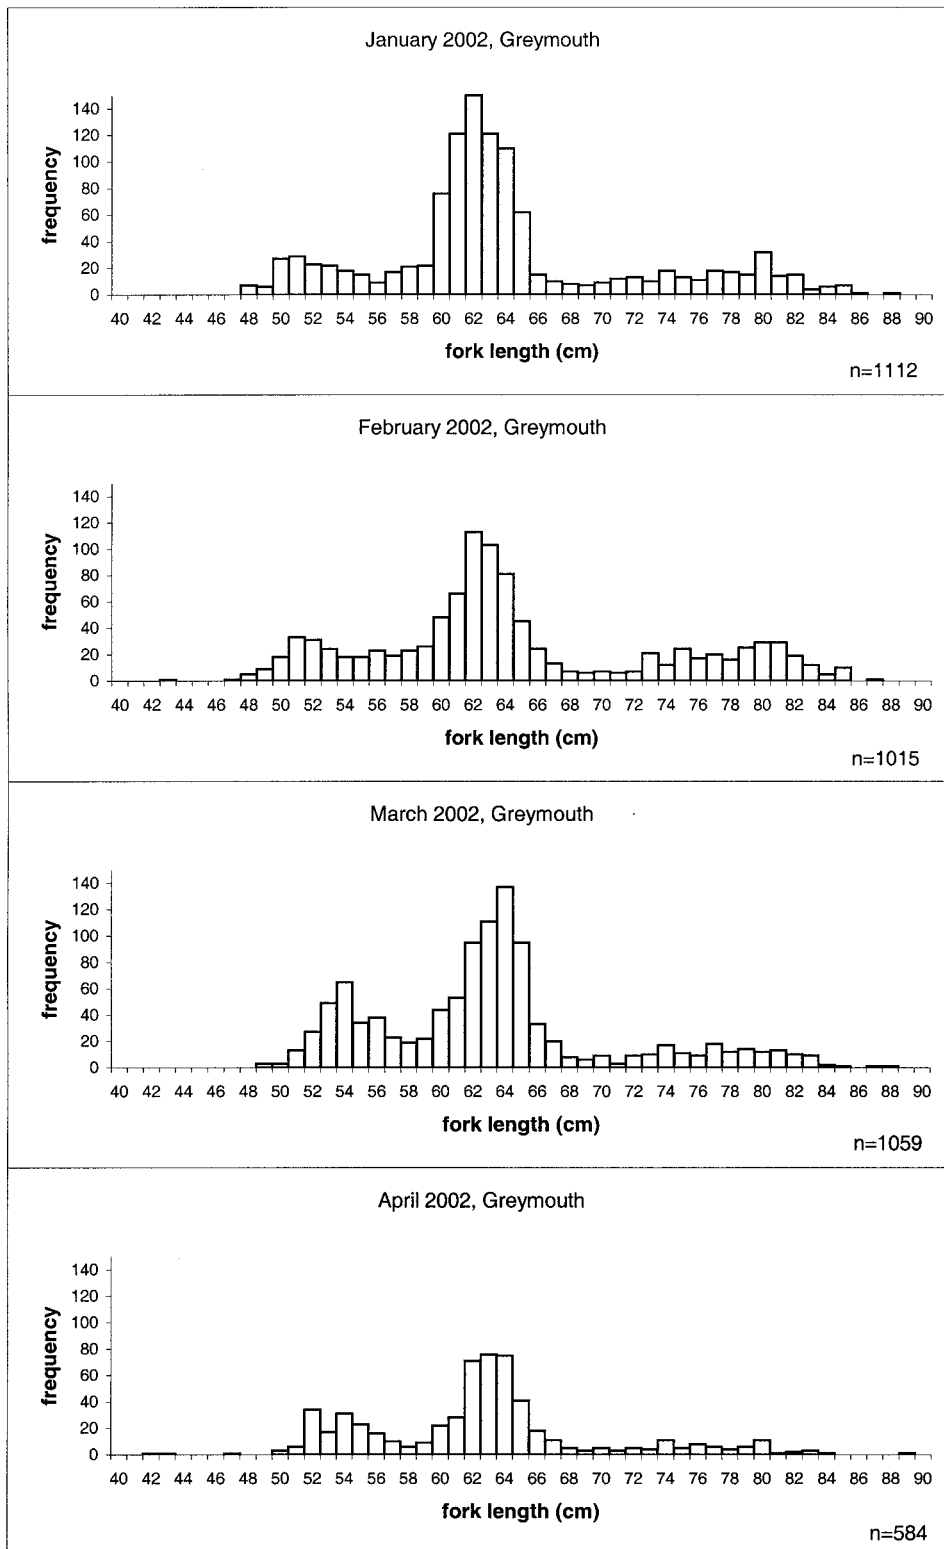 January 2002, Greymouth
140
120
100
80
60
40
20
0
frequency
40 42 44 46 48 50 52 54 56 58 60 62 64 66 68 70 72 74 76 78 80 82 84 86 88 90
fork length (cm)
n=1112
February 2002, Greymouth
140
120
100
80
60
40
20
0
frequency
40 42 44 46 48 50 52 54 56 58 60 62 64 66 68 70 72 74 76 78 80 82 84 86 88 90
fork length (cm)
n=1015
March 2002, Greymouth
140
120
100
80
60
40
20
0
frequency
40 42 44 46 48 50 52 54 56 58 60 62 64 66 68 70 72 74 76 78 80 82 84 86 88 90
fork length (cm)
n=1059
April 2002, Greymouth
140
120
100
80
60
40
20
0
frequency
40 42 44 46 48 50 52 54 56 58 60 62 64 66 68 70 72 74 76 78 80 82 84 86 88 90
fork length (cm)
n=584